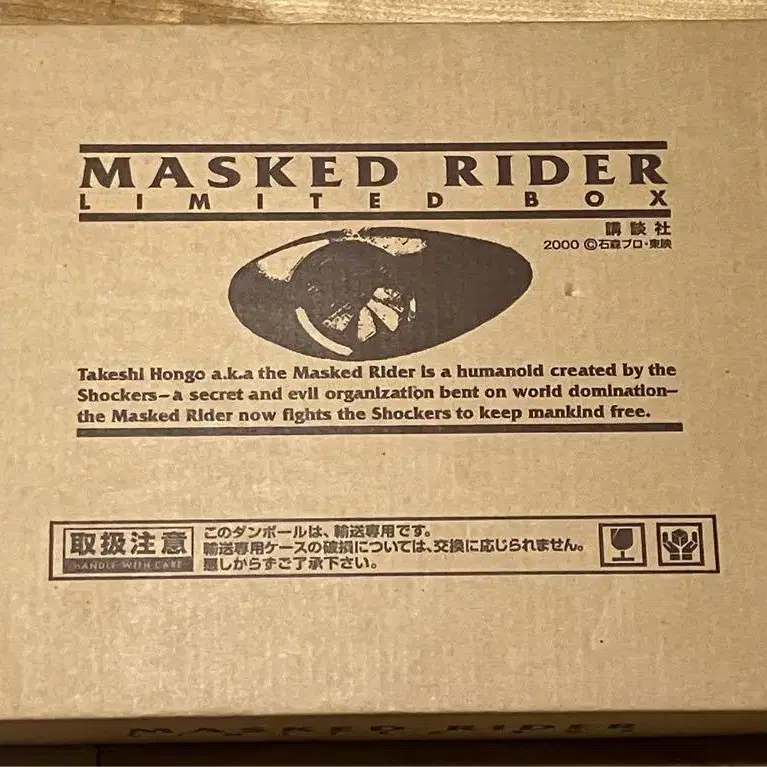 MASKED RIDER
LIMITED BOX
講談社
2000 ©石森プロ・東映
Takeshi Hongo a.k.a the Masked Rider is a humanoid created by the
Shockers—a secret and evil organization bent on world domination—
the Masked Rider now fights the Shockers to keep mankind free.
取扱注意
HANDLE WITH CARE
このダンボールは、輸送専用です。
輸送専用ケースの破損については、交換に応じられません。
悪しからずご了承下さい。
MASKED RIDER